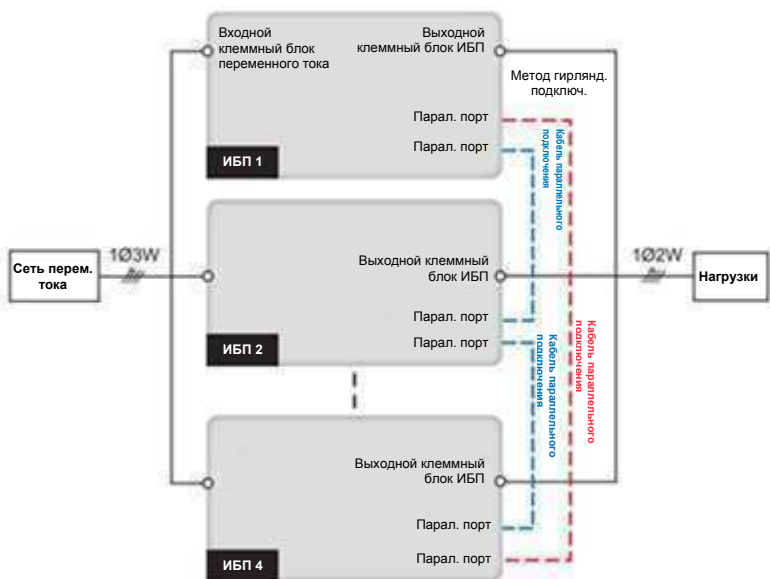 Входной
клеммный блок
переменного тока
Выходной
клеммный блок ИБП
Метод гирлянд.
подключ.
Парал. порт
Парал. порт
Кабель параллельного
подключения
ИБП 1
1Ø3W
Сеть перем.
тока
Выходной клеммный
блок ИБП
1Ø2W
Нагрузки
Парал. порт
Парал. порт
ИБП 2
Кабель параллельного
подключения
Кабель параллельного
подключения
Выходной клеммный
блок ИБП
Парал. порт
Парал. порт
ИБП 4